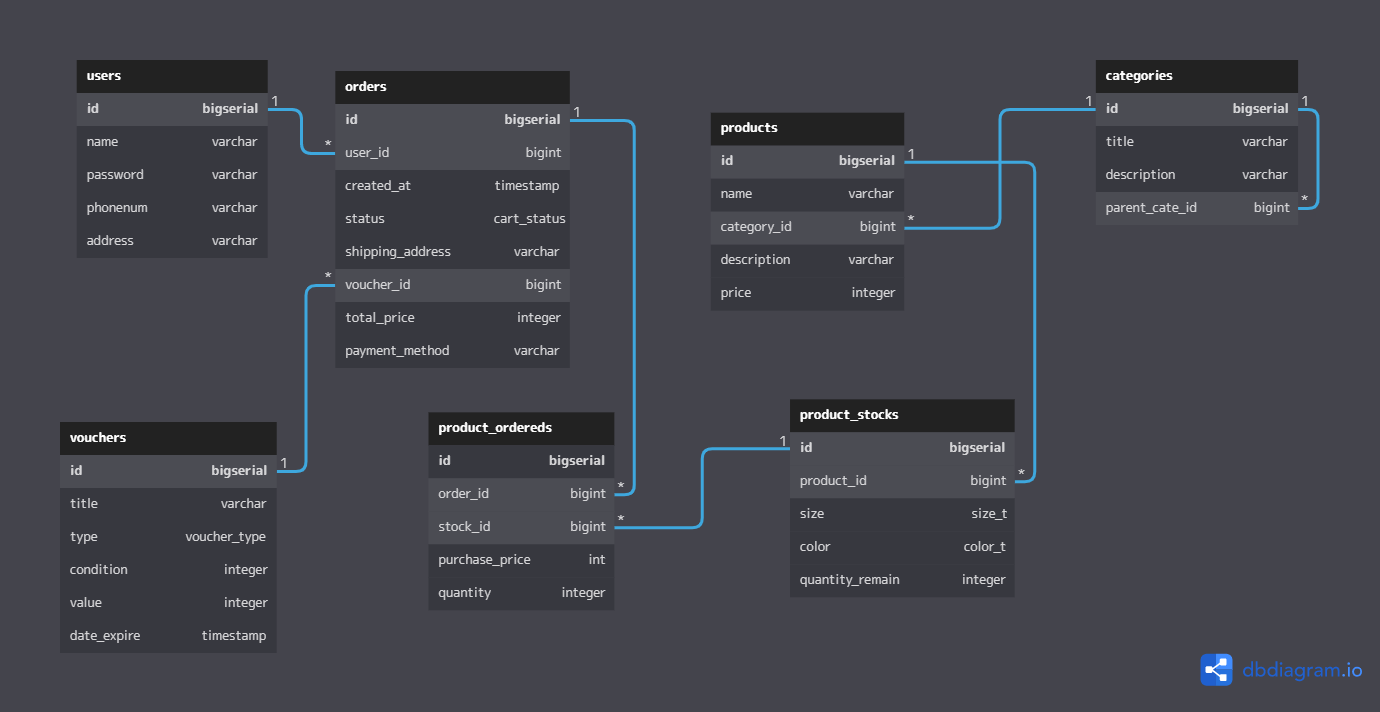 users
id bigserial
name varchar
password varchar
phonenum varchar
address varchar
1
*
orders
id bigserial
user_id bigint
created_at timestamp
status cart_status
shipping_address varchar
voucher_id bigint
total_price integer
payment_method varchar
1
*
products
id bigserial
name varchar
category_id bigint
description varchar
price integer
1
*
categories
id bigserial
title varchar
description varchar
parent_cate_id bigint
1
1
*
vouchers
id bigserial
title varchar
type voucher_type
condition integer
value integer
date_expire timestamp
1
product_ordereds
id bigserial
order_id bigint
stock_id bigint
purchase_price int
quantity integer
*
*
product_stocks
id bigserial
product_id bigint
size size_t
color color_t
quantity_remain integer
1
*
dbdiagram.io